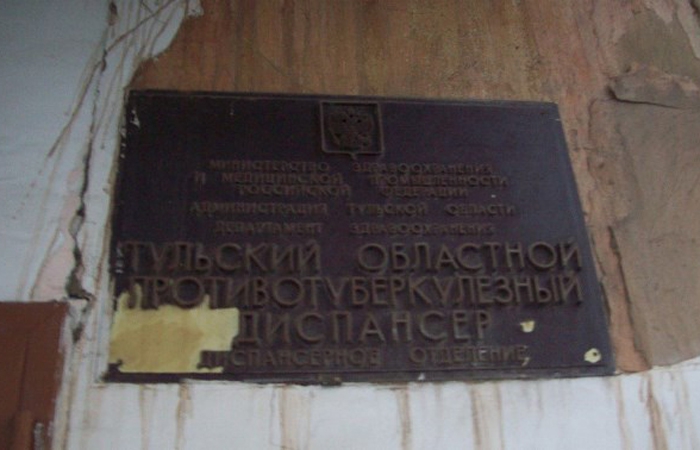 МИНИСТЕРСТВО ЗДРАВООХРАНЕНИЯ
И МЕДИЦИНСКОЙ ПРОМЫШЛЕННОСТИ
РОССИЙСКОЙ ФЕДЕРАЦИИ
АДМИНИСТРАЦИЯ ТУЛЬСКОЙ ОБЛАСТИ
ДЕПАРТАМЕНТ ЗДРАВООХРАНЕНИЯ
ТУЛЬСКИЙ ОБЛАСТНОЙ
ПРОТИВОТУБЕРКУЛЕЗНЫЙ
ДИСПАНСЕР
ДИСПАНСЕРНОЕ ОТДЕЛЕНИЕ